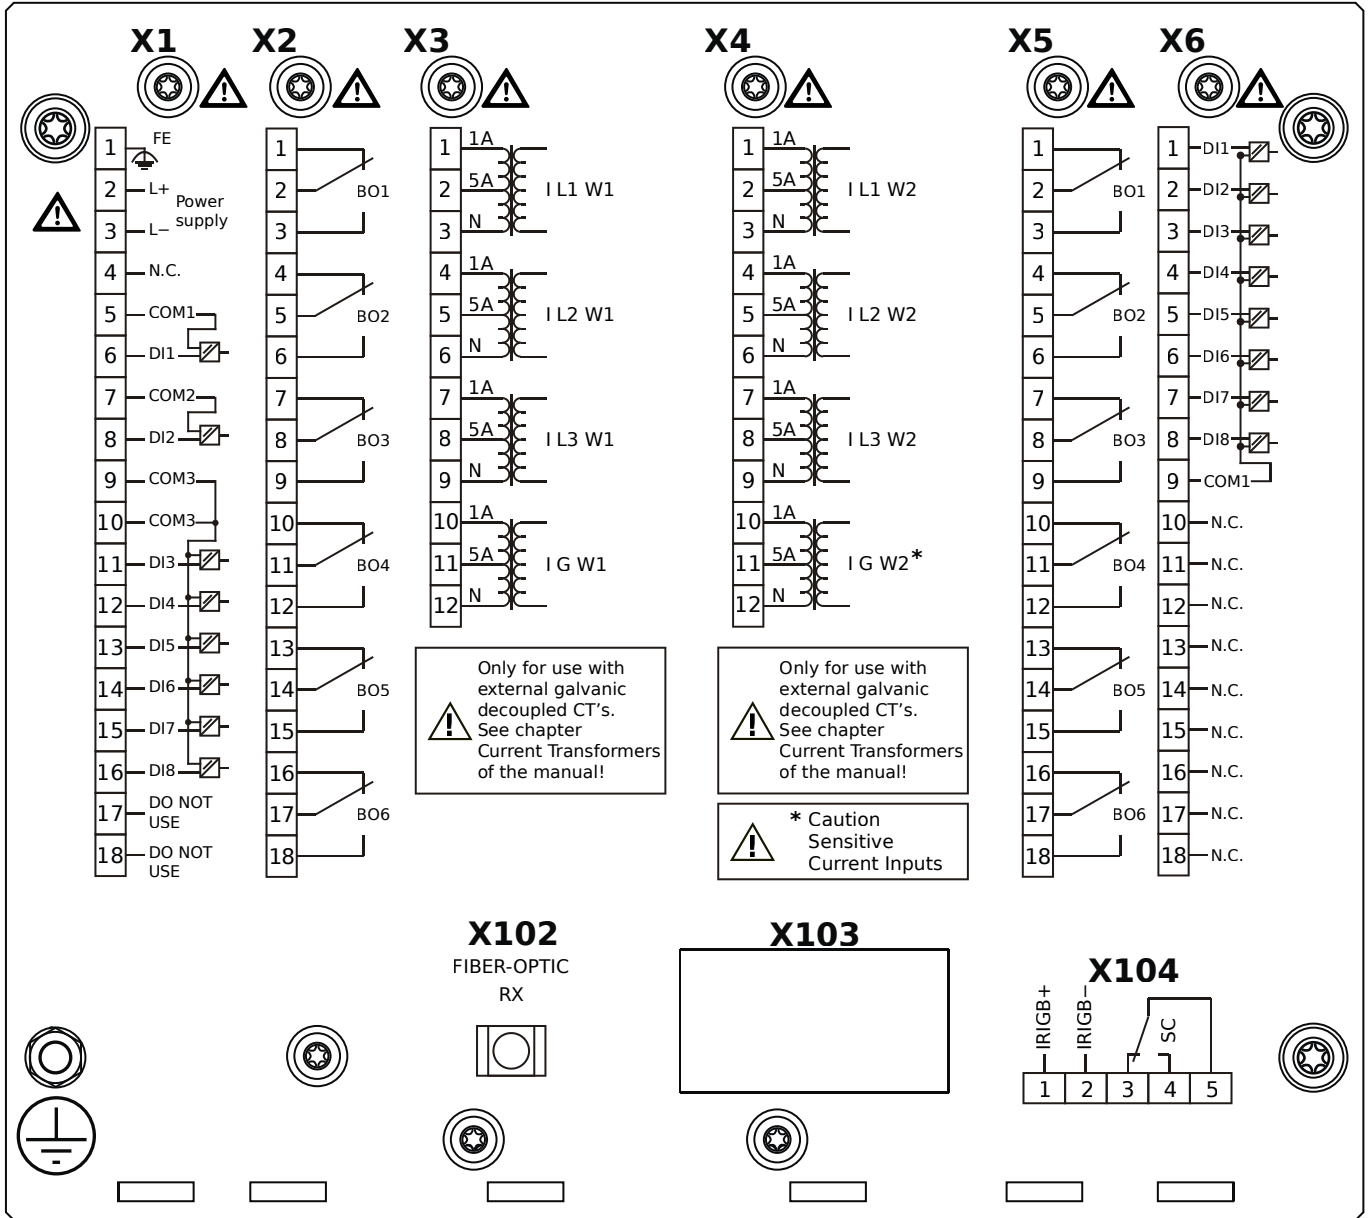 X1
X2
X3
X4
X5
X6
1 FE
2 L+
Power
supply
3 L−
4 N.C.
5 COM1
6 DI1
7 COM2
8 DI2
9 COM3
10 COM3
11 DI3
12 DI4
13 DI5
14 DI6
15 DI7
16 DI8
17 DO NOT
USE
18 DO NOT
USE
1
2 BO1
3
4
5 BO2
6
7
8 BO3
9
10
11 BO4
12
13
14 BO5
15
16
17 BO6
18
1 1A
2 5A I L1 W1
3 N
4 1A
5 5A I L2 W1
6 N
7 1A
8 5A I L3 W1
9 N
10 1A
11 5A I G W1
12 N
Only for use with
external galvanic
decoupled CT's.
See chapter
Current Transformers
of the manual!
1 1A
2 5A I L1 W2
3 N
4 1A
5 5A I L2 W2
6 N
7 1A
8 5A I L3 W2
9 N
10 1A
11 5A I G W2*
12 N
Only for use with
external galvanic
decoupled CT's.
See chapter
Current Transformers
of the manual!
* Caution
Sensitive
Current Inputs
1
2 BO1
3
4
5 BO2
6
7
8 BO3
9
10
11 BO4
12
13
14 BO5
15
16
17 BO6
18
1 DI1
2 DI2
3 DI3
4 DI4
5 DI5
6 DI6
7 DI7
8 DI8
9 COM1
10 N.C.
11 N.C.
12 N.C.
13 N.C.
14 N.C.
15 N.C.
16 N.C.
17 N.C.
18 N.C.
X102
FIBER-OPTIC
RX
X103
X104
IRIGB+
IRIGB−
SC
1 2 3 4 5